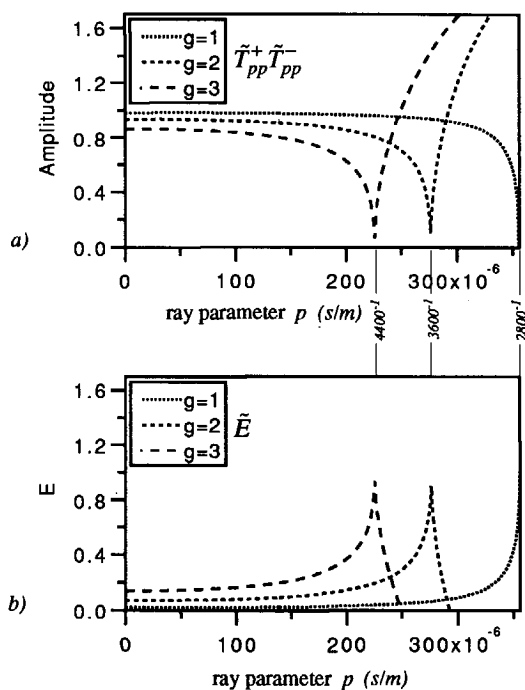 1.6
1.2
0.8
0.4
0.0
Amplitude
g=1
g=2
g=3
T̃⁺pp T̃⁻pp
a)
0
100
200
300x10⁻⁶
ray parameter p (s/m)
4400⁻¹
3600⁻¹
2800⁻¹
1.6
1.2
0.8
0.4
0.0
E
g=1
g=2
g=3
Ẽ
b)
0
100
200
300x10⁻⁶
ray parameter p (s/m)